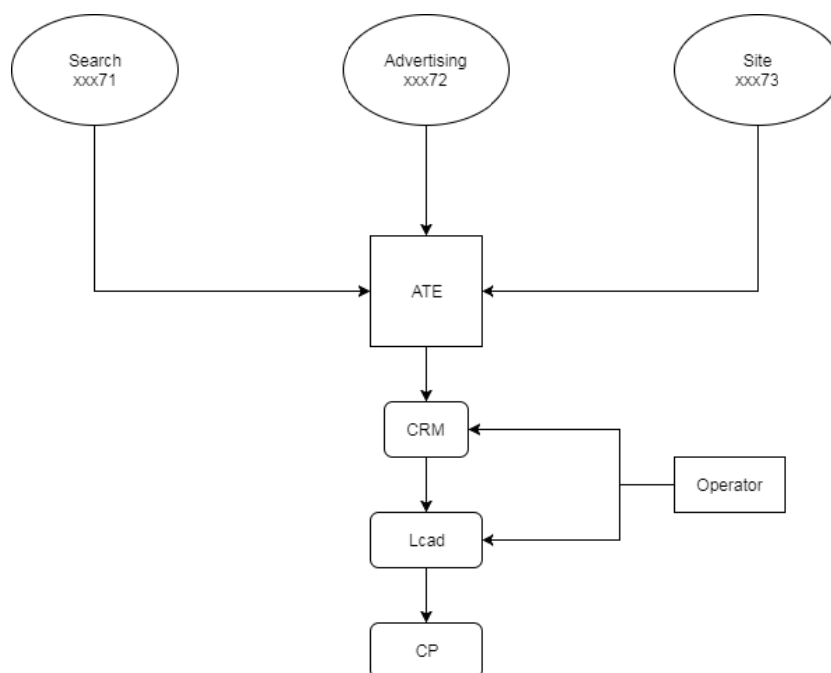 Search
xxx71
Advertising
xxx72
Site
xxx73
ATE
CRM
Operator
Lcad
CP